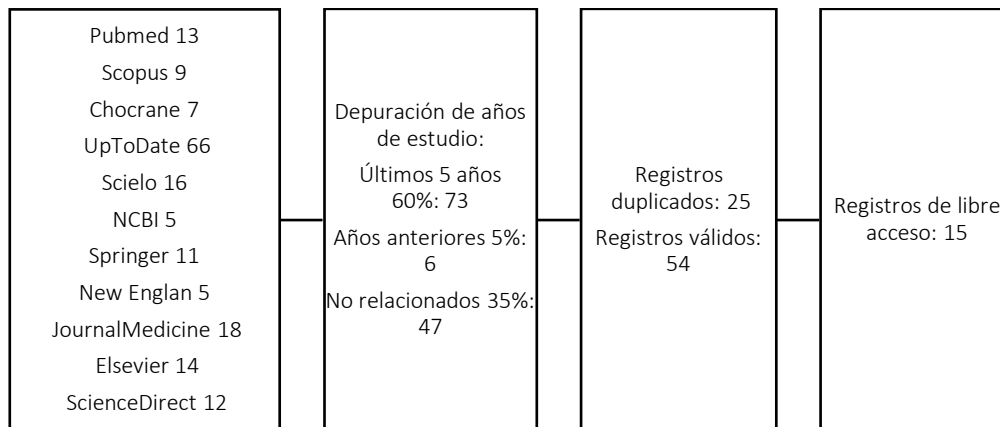 Pubmed 13
Scopus 9
Chocrane 7
UpToDate 66
Scielo 16
NCBI 5
Springer 11
New Englan 5
JournalMedicine 18
Elsevier 14
ScienceDirect 12
Depuración de años
de estudio:
Últimos 5 años
60%: 73
Años anteriores 5%:
6
No relacionados 35%:
47
Registros
duplicados: 25
Registros válidos:
54
Registros de libre
acceso: 15